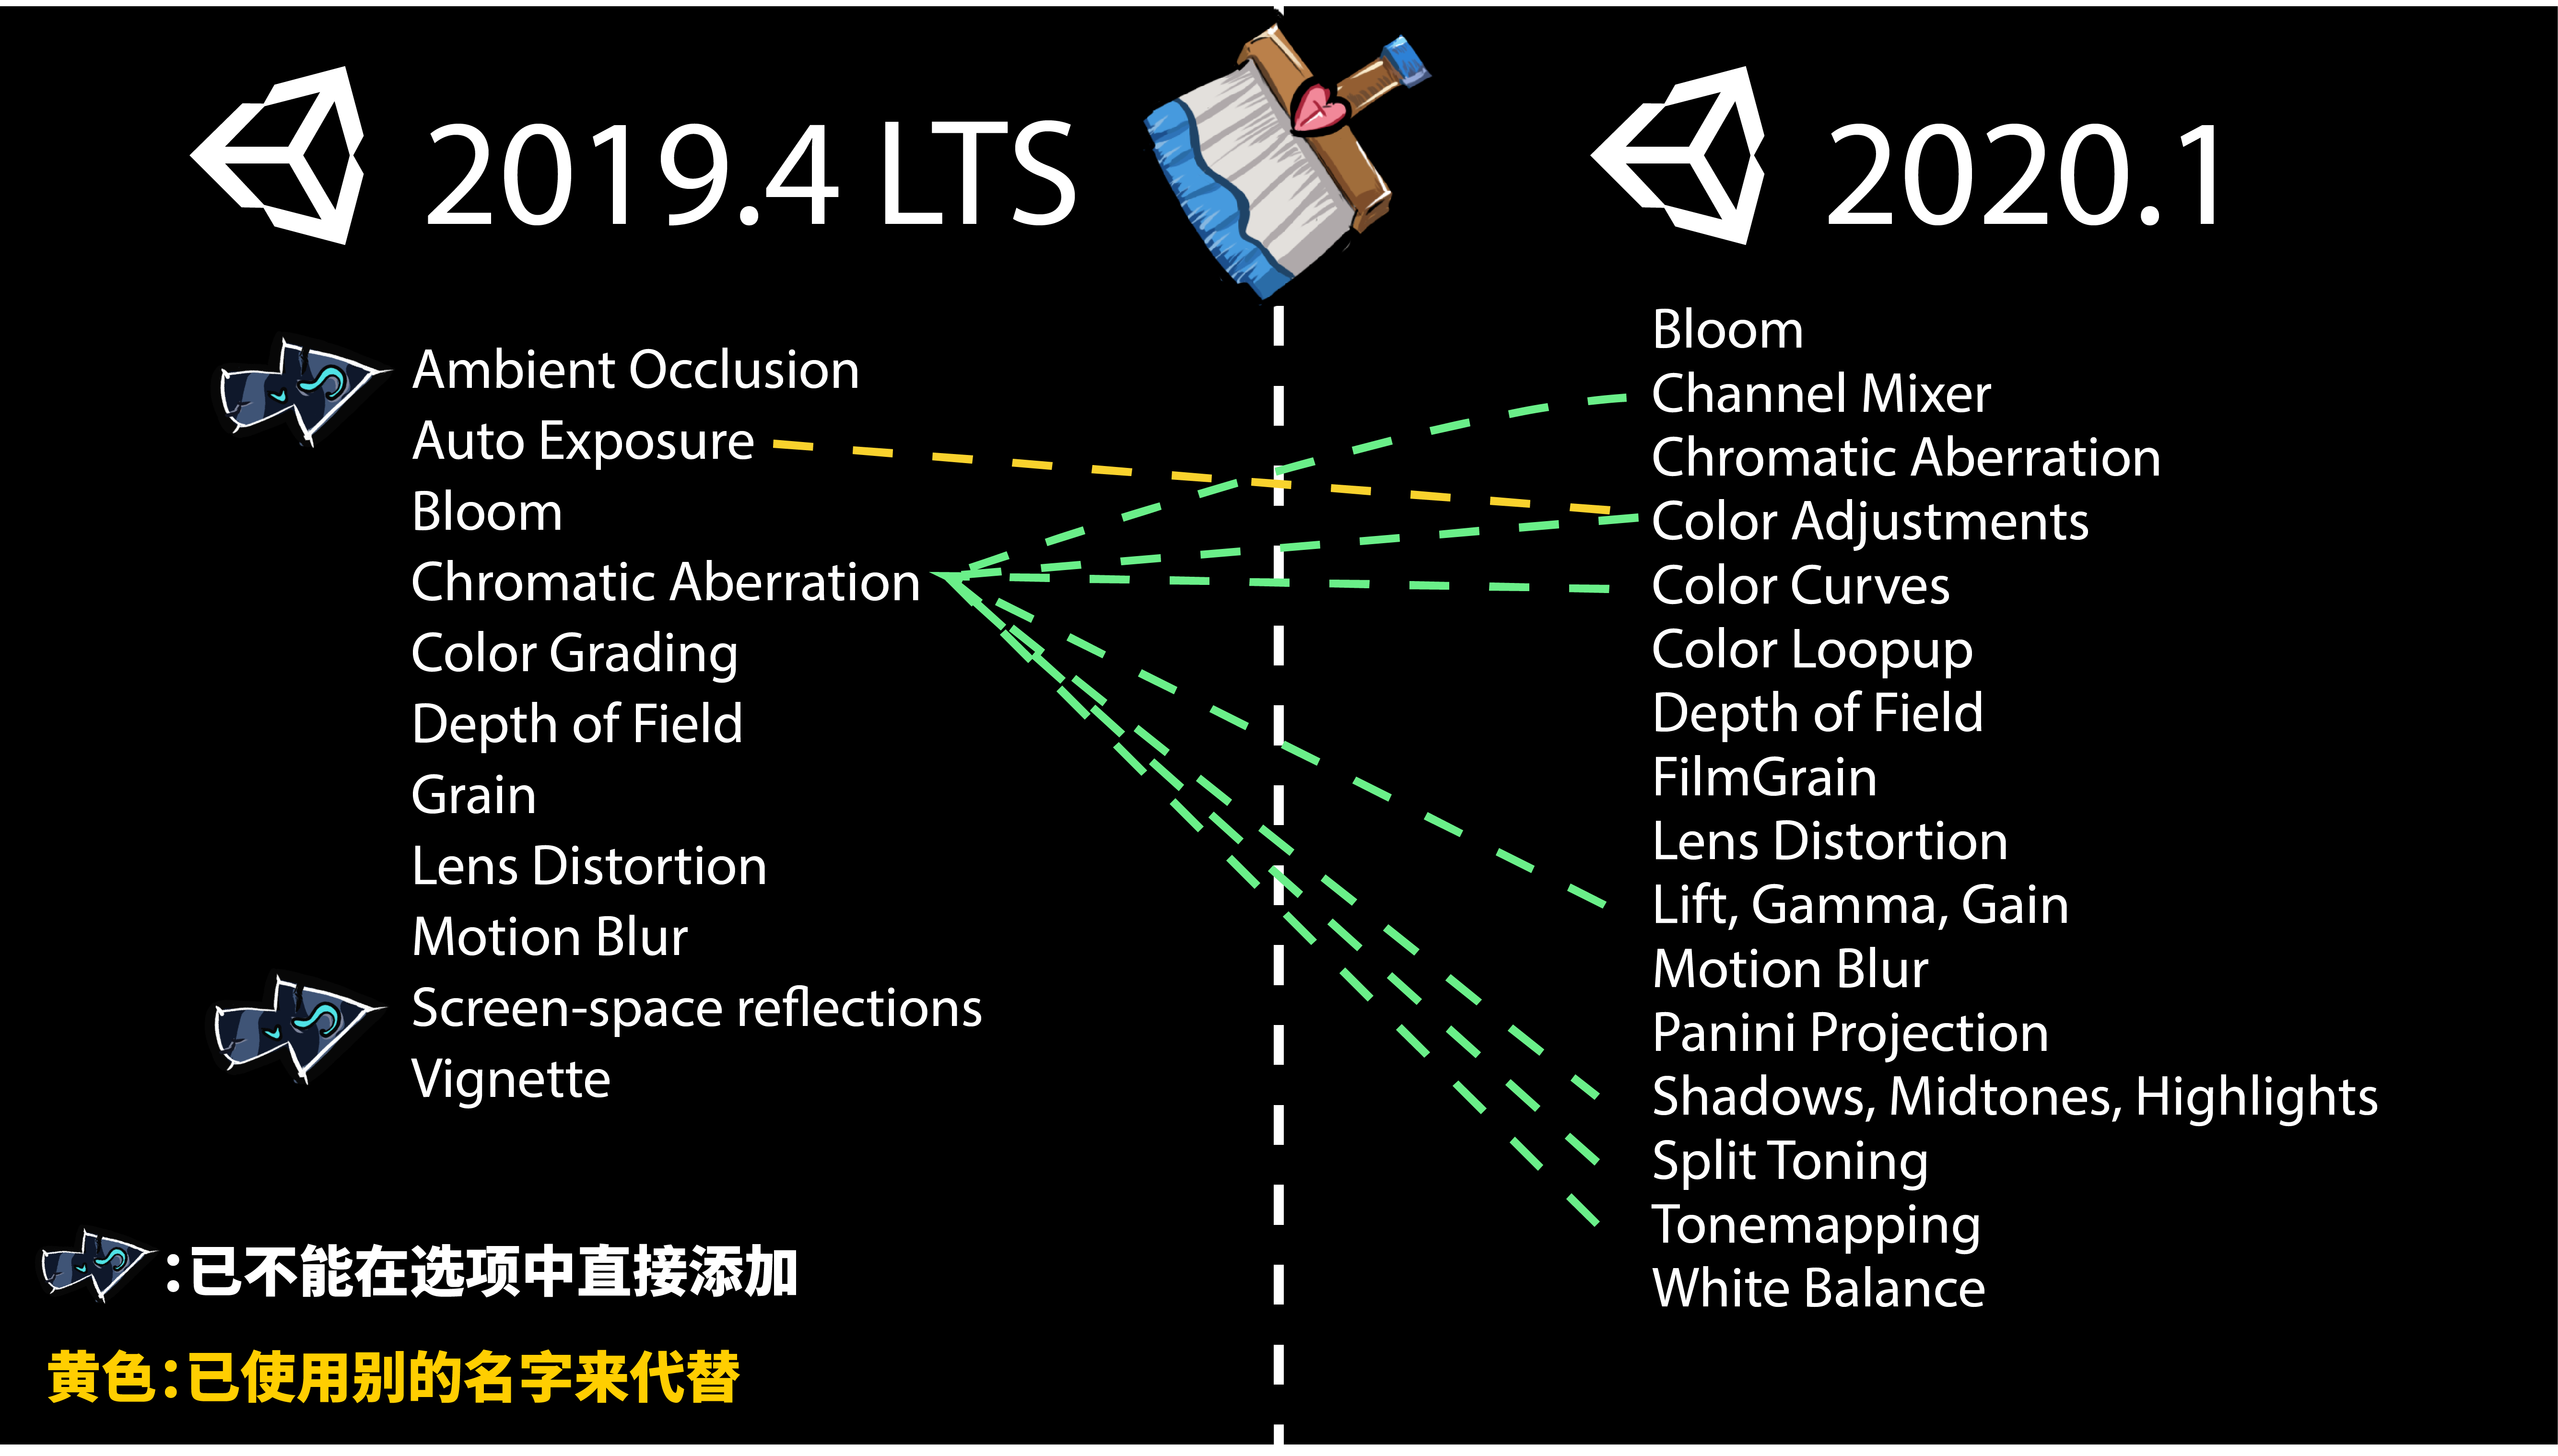 2019.4 LTS
Ambient Occlusion
Auto Exposure
Bloom
Chromatic Aberration
Color Grading
Depth of Field
Grain
Lens Distortion
Motion Blur
Screen-space reflections
Vignette
:已不能在选项中直接添加
黄色:已使用别的名字来代替
2020.1
Bloom
Channel Mixer
Chromatic Aberration
Color Adjustments
Color Curves
Color Loopup
Depth of Field
FilmGrain
Lens Distortion
Lift, Gamma, Gain
Motion Blur
Panini Projection
Shadows, Midtones, Highlights
Split Toning
Tonemapping
White Balance